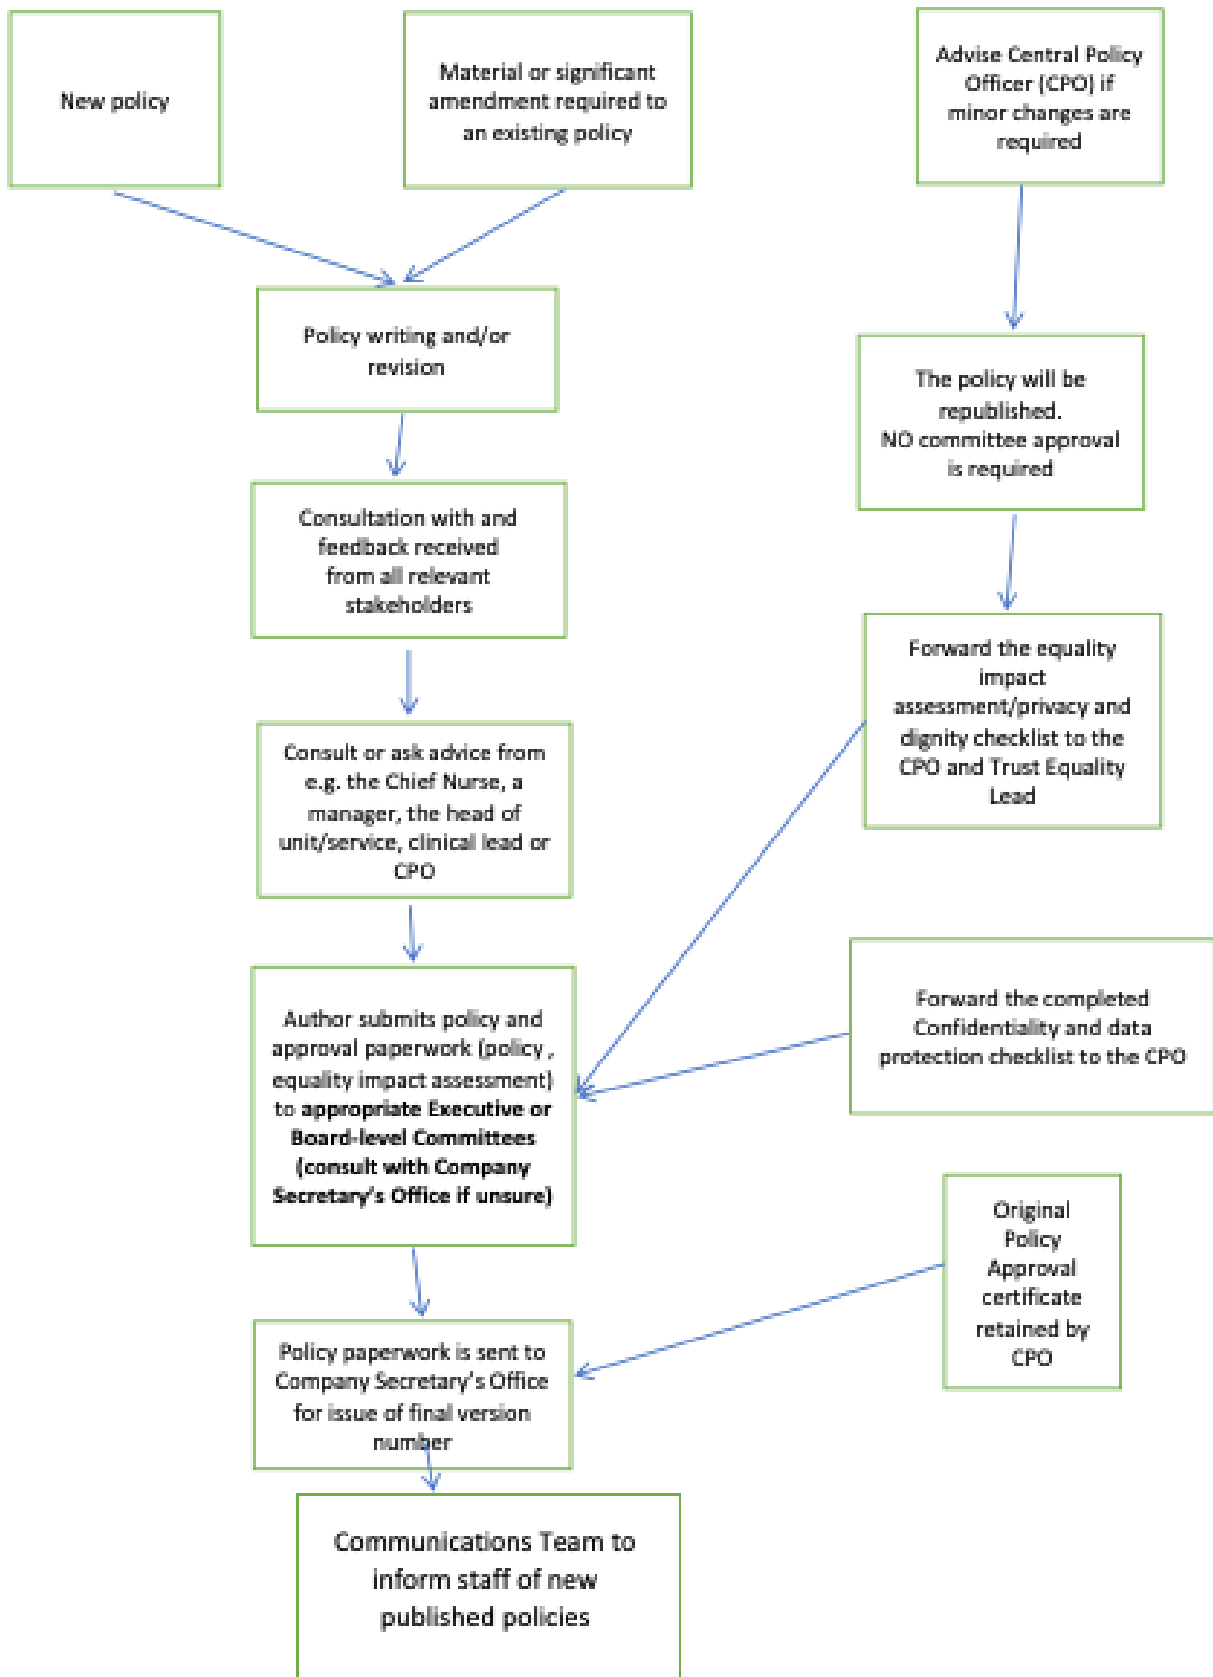 New policy
Material or significant
amendment required to
an existing policy
Advise Central Policy
Officer (CPO) if
minor changes are
required
Policy writing and/or
revision
The policy will be
republished.
NO committee approval
is required
Consultation with and
feedback received
from all relevant
stakeholders
Forward the equality
impact
assessment/privacy and
dignity checklist to the
CPO and Trust Equality
Lead
Consult or ask advice from
e.g. the Chief Nurse, a
manager, the head of
unit/service, clinical lead or
CPO
Author submits policy and
approval paperwork (policy ,
equality impact assessment)
to appropriate Executive or
Board-level Committees
(consult with Company
Secretary's Office if unsure)
Forward the completed
Confidentiality and data
protection checklist to the CPO
Original
Policy
Approval
certificate
retained by
CPO
Policy paperwork is sent to
Company Secretary's Office
for issue of final version
number
Communications Team to
inform staff of new
published policies